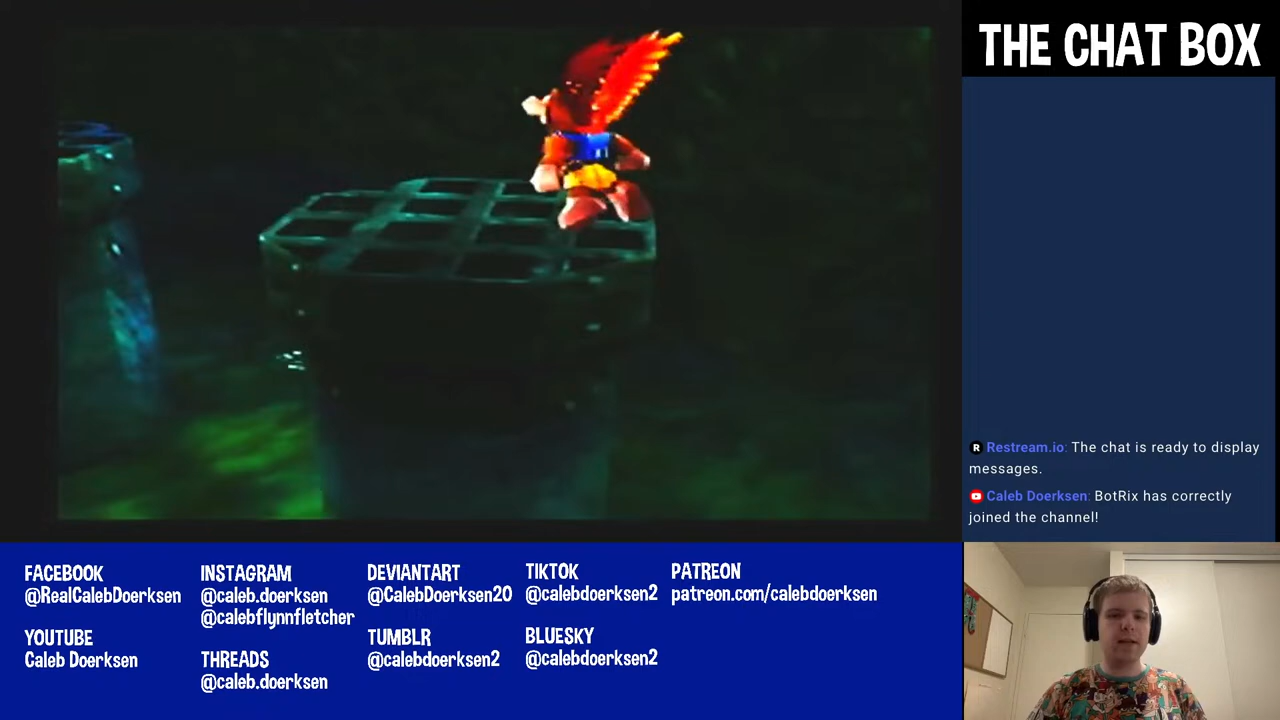 THE CHAT BOX
Restream.io: The chat is ready to display
messages.
Caleb Doerksen: BotRix has correctly
joined the channel!
FACEBOOK
@RealCalebDoerksen
YOUTUBE
Caleb Doerksen
INSTAGRAM
@caleb.doerksen
@calebflynnfletcher
THREADS
@caleb.doerksen
DEVIANTART
@CalebDoerksen20
TUMBLR
@calebdoerksen2
TIKTOK
@calebdoerksen2
BLUESKY
@calebdoerksen2
PATREON
patreon.com/calebdoerksen